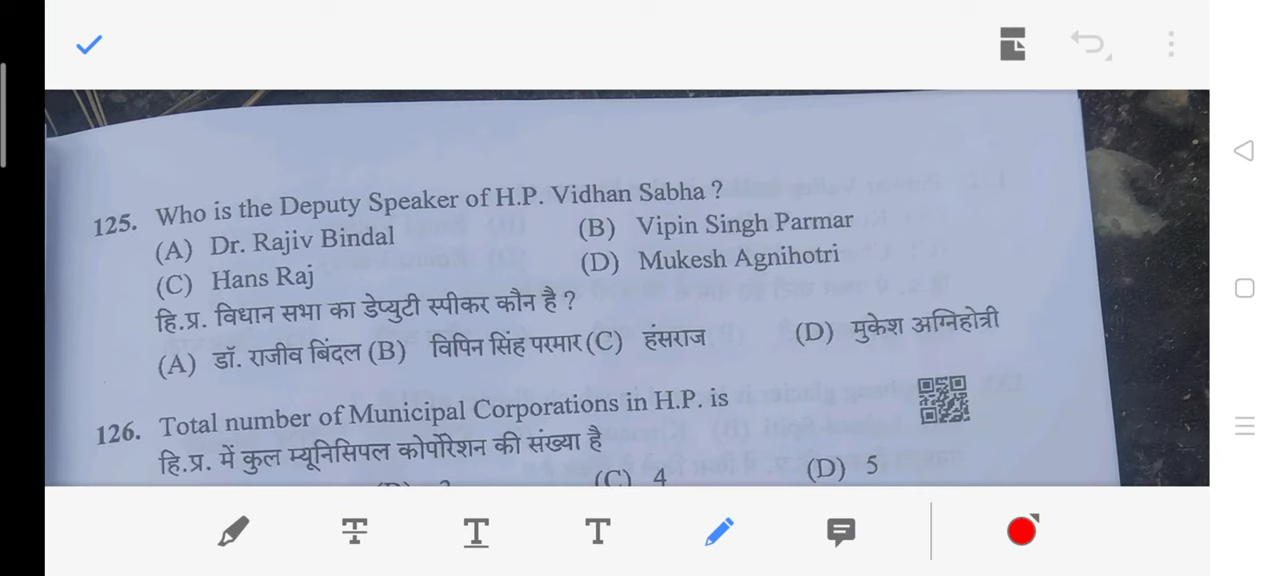 125. Who is the Deputy Speaker of H.P. Vidhan Sabha ?
(A) Dr. Rajiv Bindal (B) Vipin Singh Parmar
(C) Hans Raj (D) Mukesh Agnihotri
हि.प्र. विधान सभा का डेप्युटी स्पीकर कौन है ?
(A) डॉ. राजीव बिंदल (B) विपिन सिंह परमार (C) हंसराज (D) मुकेश अग्निहोत्री
126. Total number of Municipal Corporations in H.P. is
हि.प्र. में कुल म्यूनिसिपल कोर्पोरेशन की संख्या है
(C) 4 (D) 5
T T T